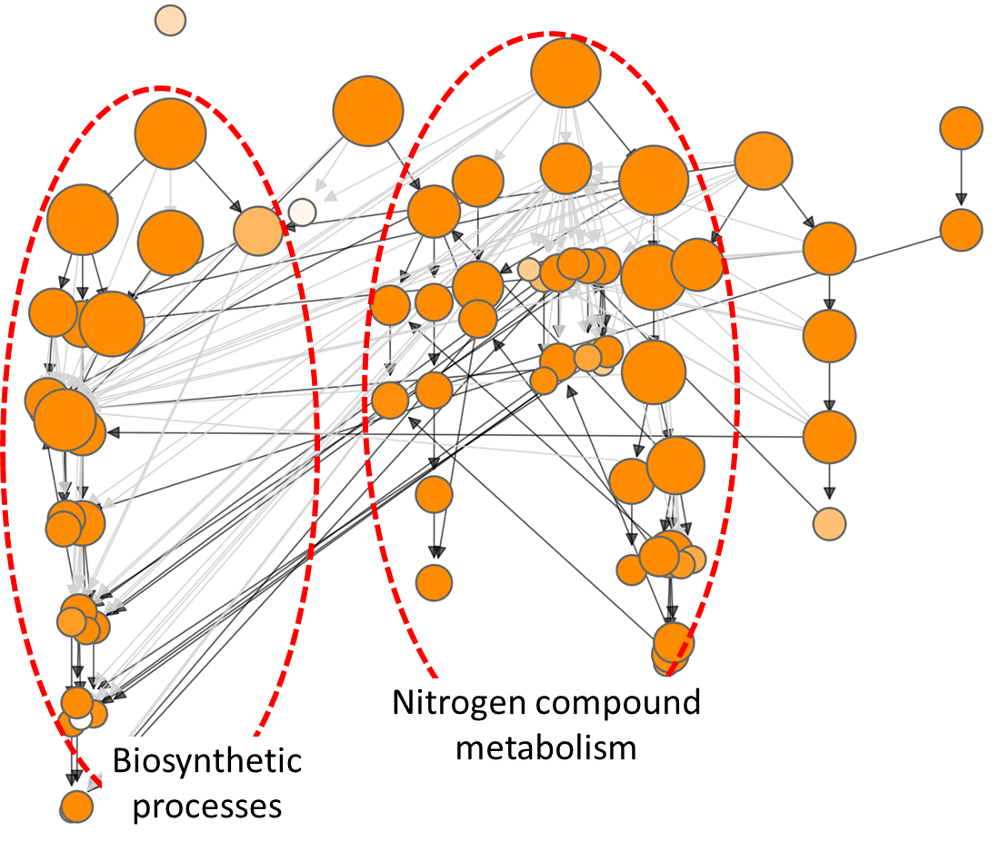 Nitrogen compound
metabolism
Biosynthetic
processes